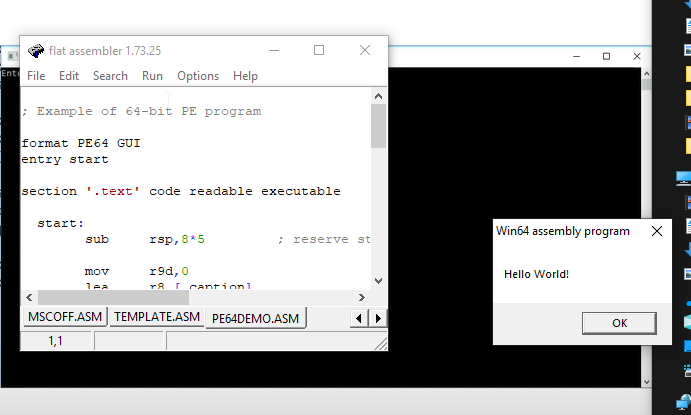 flat assembler 1.73.25
File Edit Search Run Options Help
; Example of 64-bit PE program
format PE64 GUI
entry start
section '.text' code readable executable
start:
sub rsp,8*5 ; reserve st
mov r9d,0
lea r8,[_caption]
MSCOFF.ASM TEMPLATE.ASM PE64DEMO.ASM
1,1
Win64 assembly program
Hello World!
OK